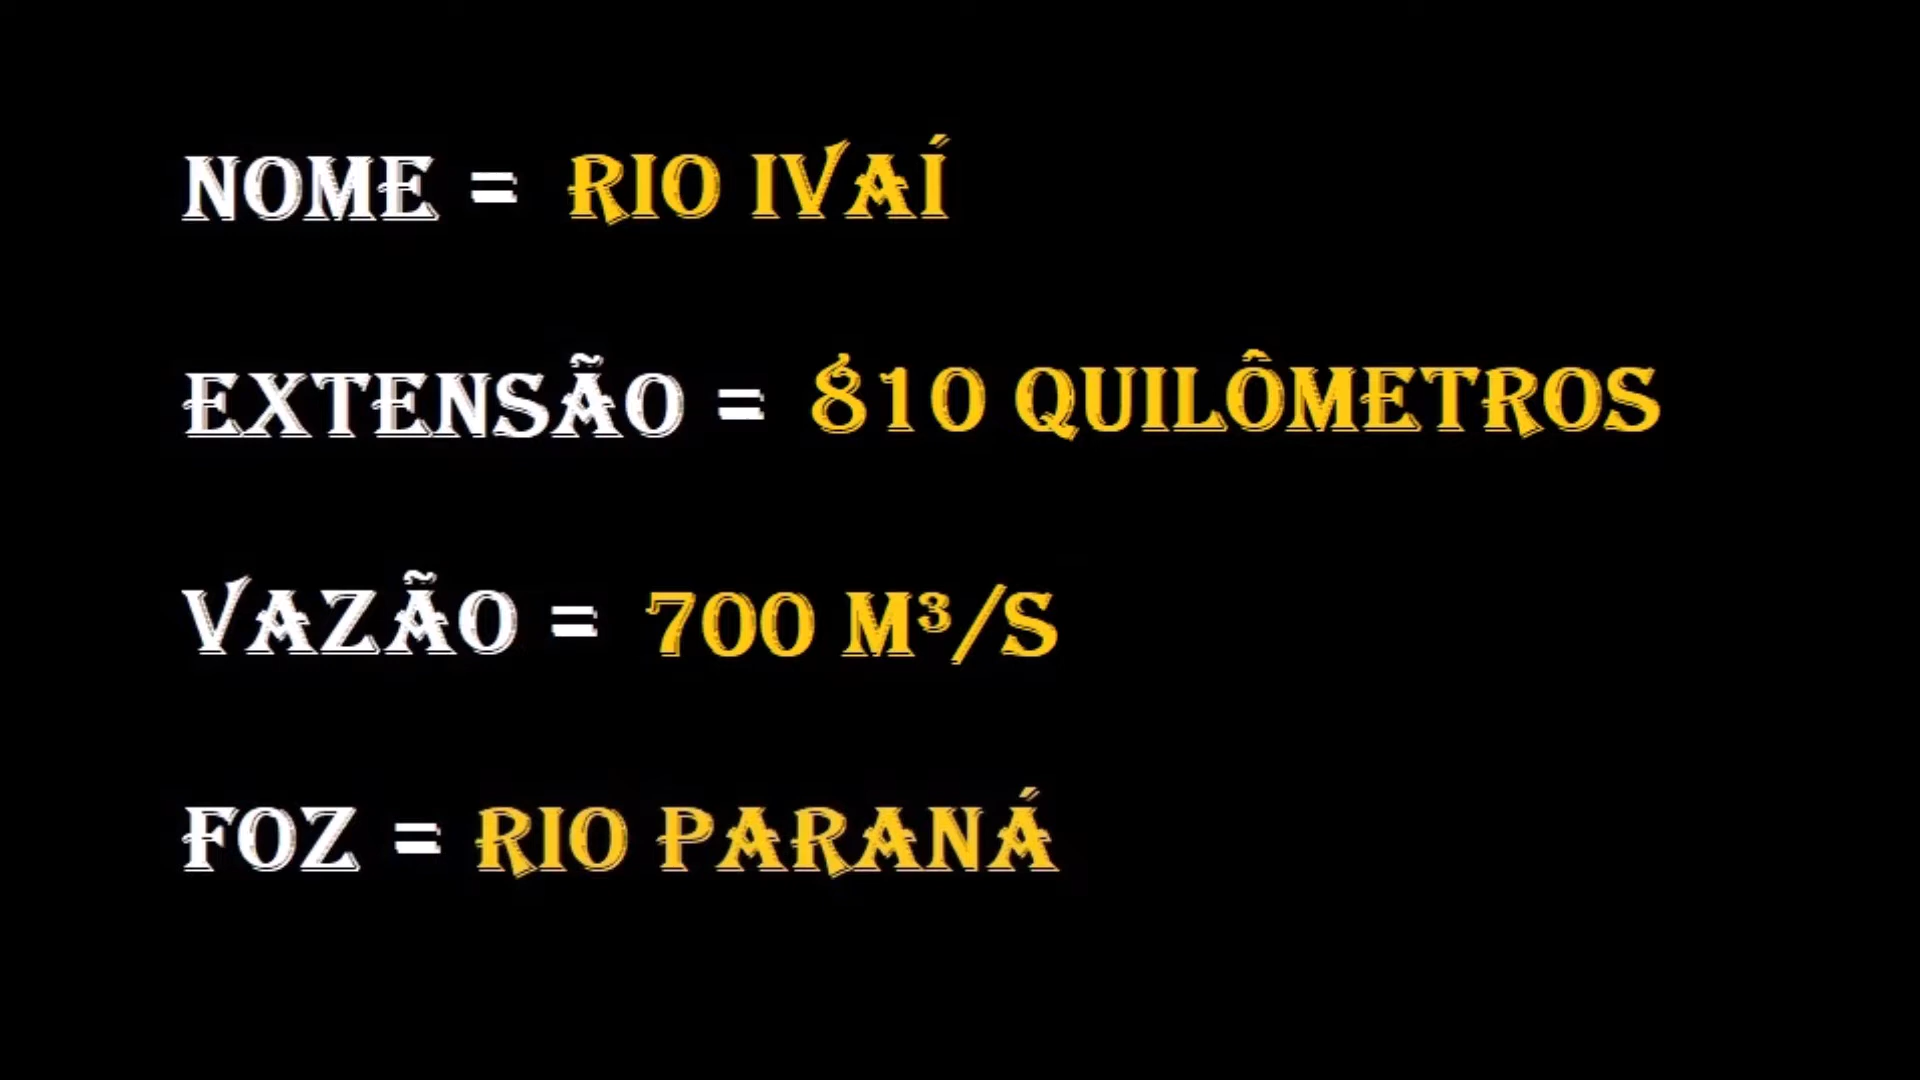 NOME = RIO IVAÍ
EXTENSÃO = 810 QUILÔMETROS
VAZÃO = 700 M³/S
FOZ = RIO PARANÁ